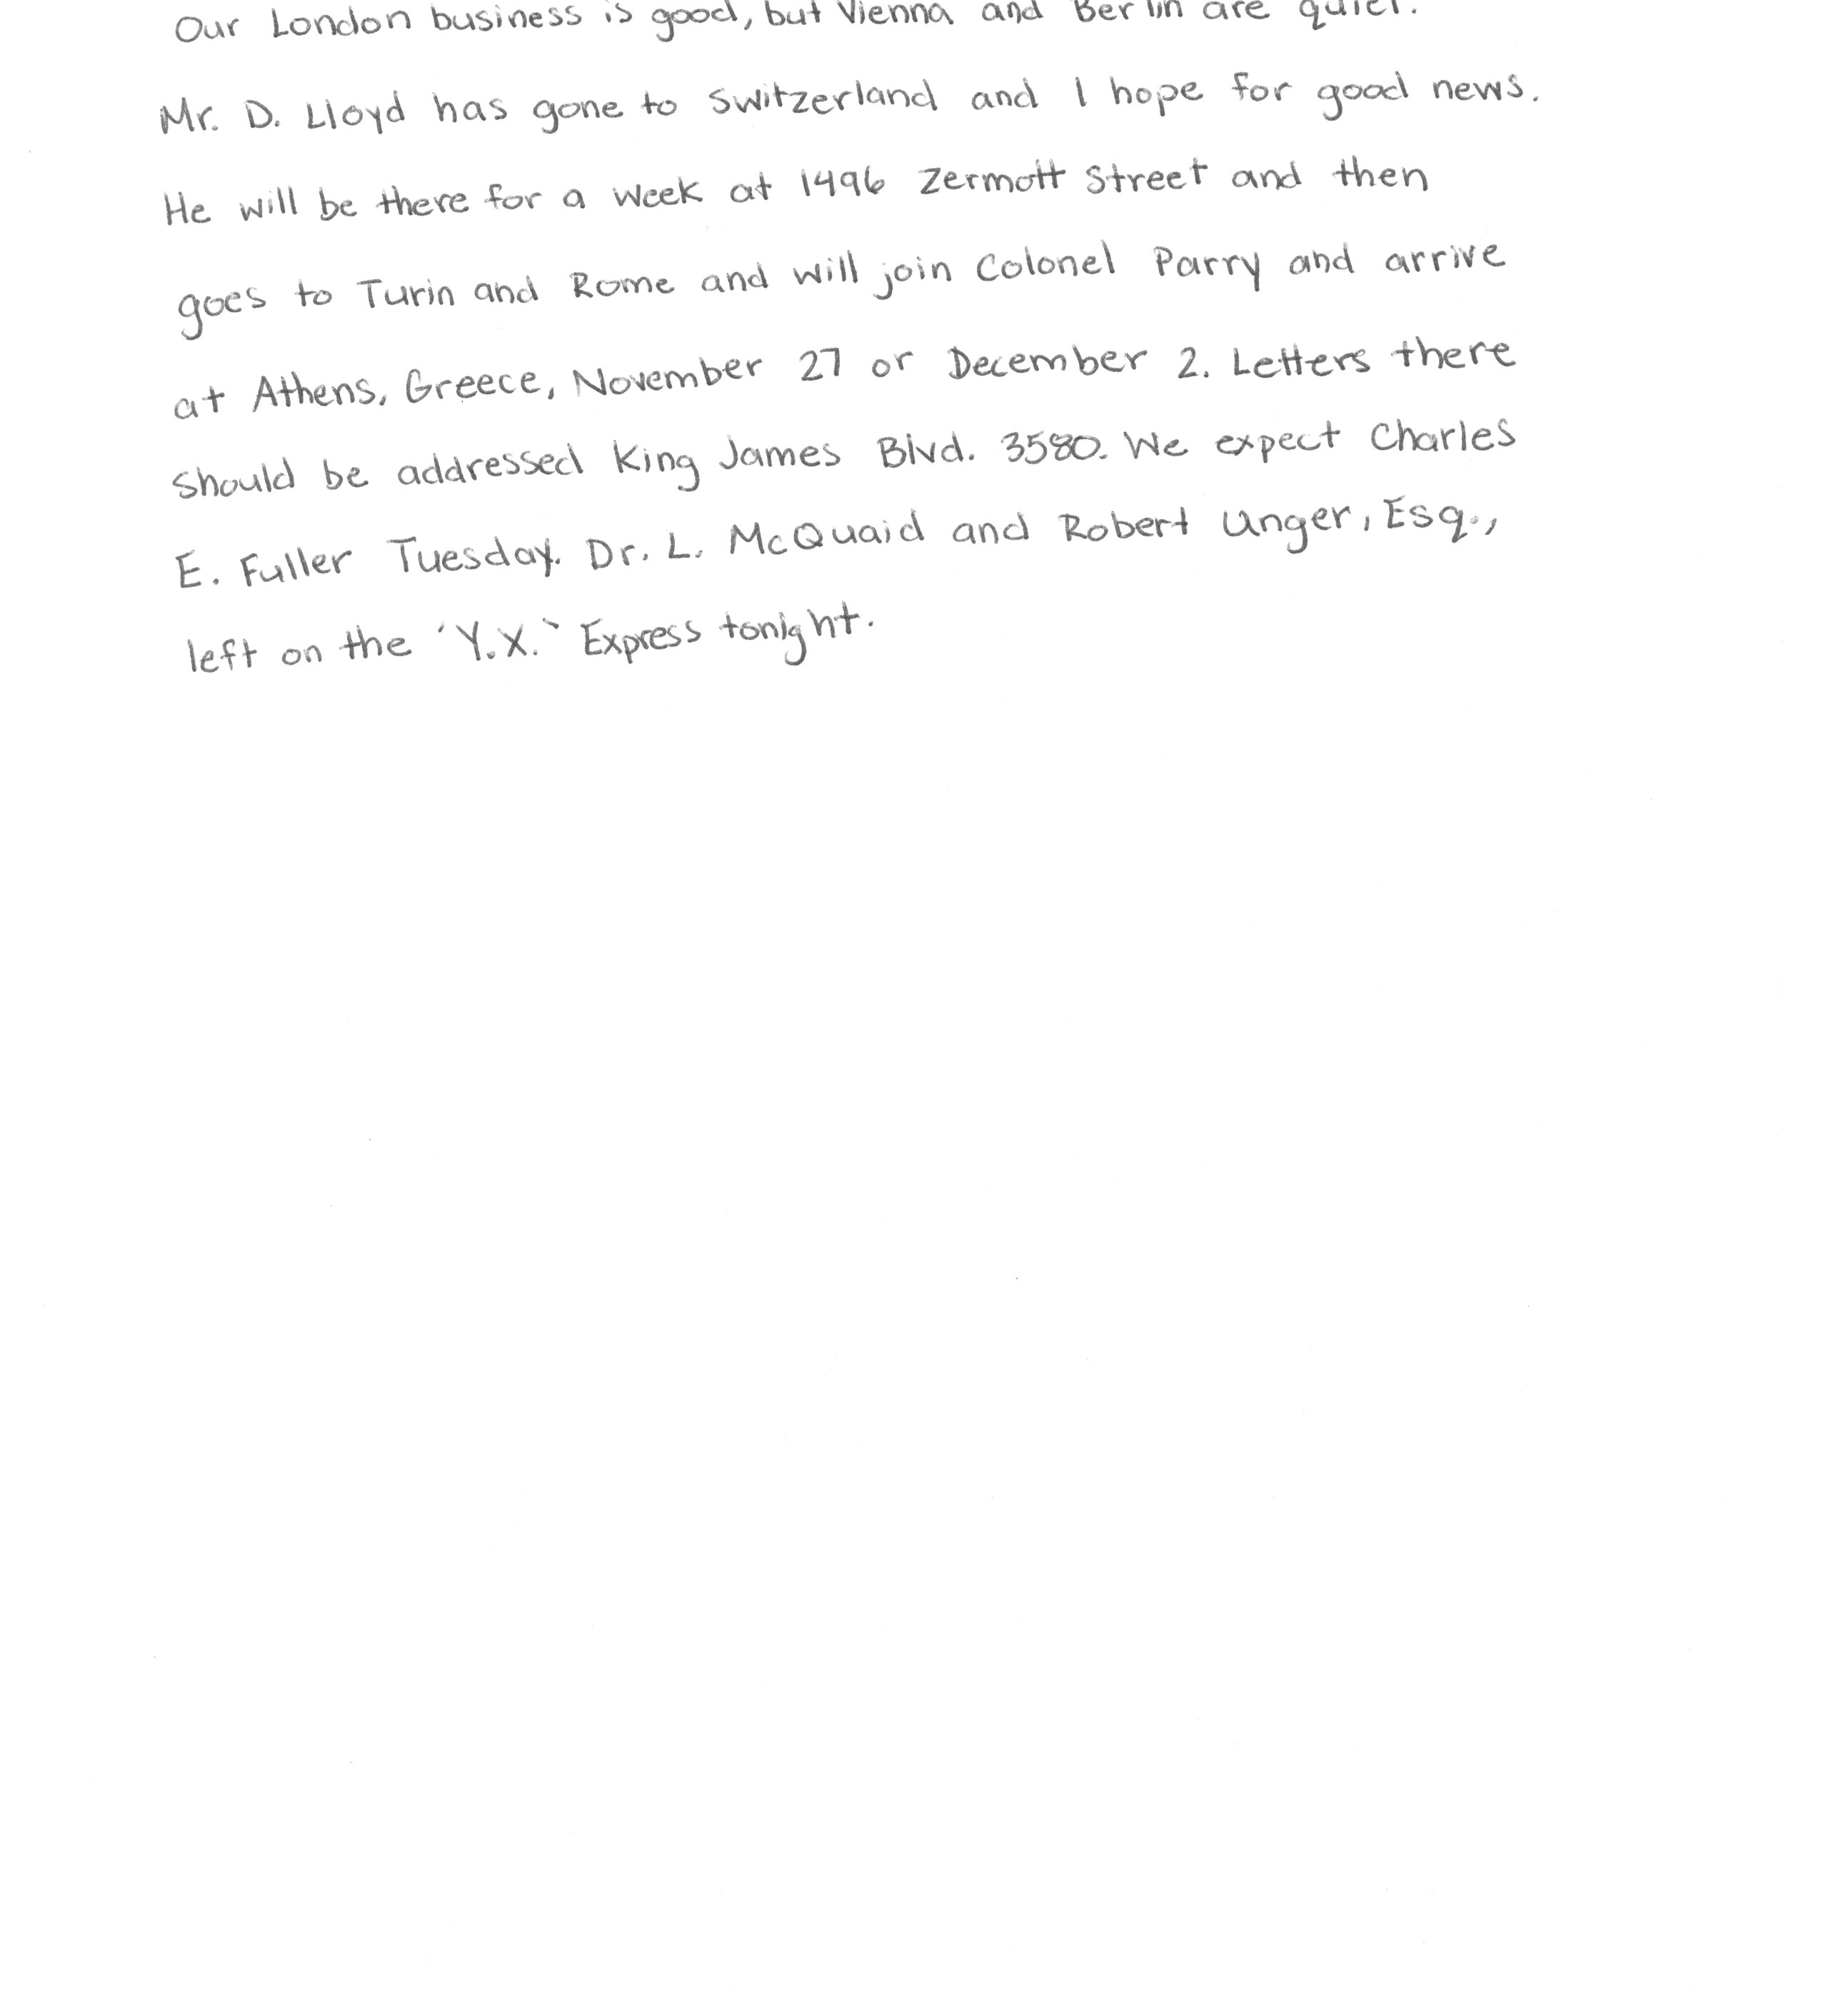 Our London business is good, but Vienna and Berlin are quiet.
Mr. D. Lloyd has gone to Switzerland and I hope for good news.
He will be there for a week at 1496 Zermott Street and then
goes to Turin and Rome and will join Colonel Parry and arrive
at Athens, Greece, November 27 or December 2. Letters there
should be addressed King James Blvd. 3580. We expect Charles
E. Fuller Tuesday. Dr. L. McQuaid and Robert Unger, Esq.,
left on the 'Y.X.` Express tonight.